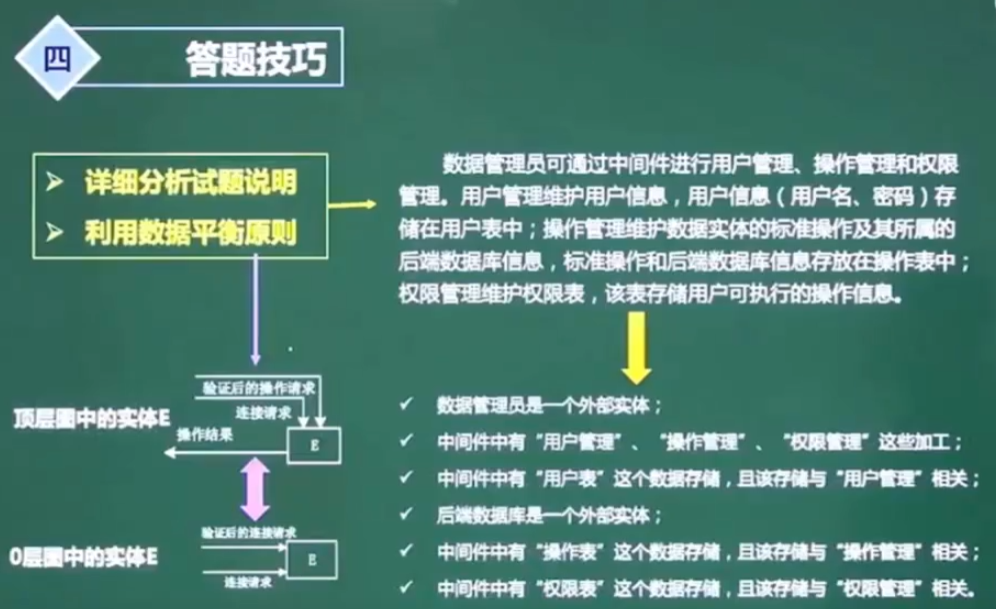 四
答题技巧
➢ 详细分析试题说明
➢ 利用数据平衡原则
数据管理员可通过中间件进行用户管理、操作管理和权限
管理。用户管理维护用户信息，用户信息（用户名、密码）存
储在用户表中；操作管理维护数据实体的标准操作及其所属的
后端数据库信息，标准操作和后端数据库信息存放在操作表中；
权限管理维护权限表，该表存储用户可执行的操作信息。
顶层图中的实体E
验证后的操作请求
连接请求
操作结果
E
0层图中的实体E
验证后的连接请求
连接请求
E
✓ 数据管理员是一个外部实体；
✓ 中间件中有“用户管理”、“操作管理”、“权限管理”这些加工；
✓ 中间件中有“用户表”这个数据存储，且该存储与“用户管理”相关；
✓ 后端数据库是一个外部实体；
✓ 中间件中有“操作表”这个数据存储，且该存储与“操作管理”相关；
✓ 中间件中有“权限表”这个数据存储，且该存储与“权限管理”相关。